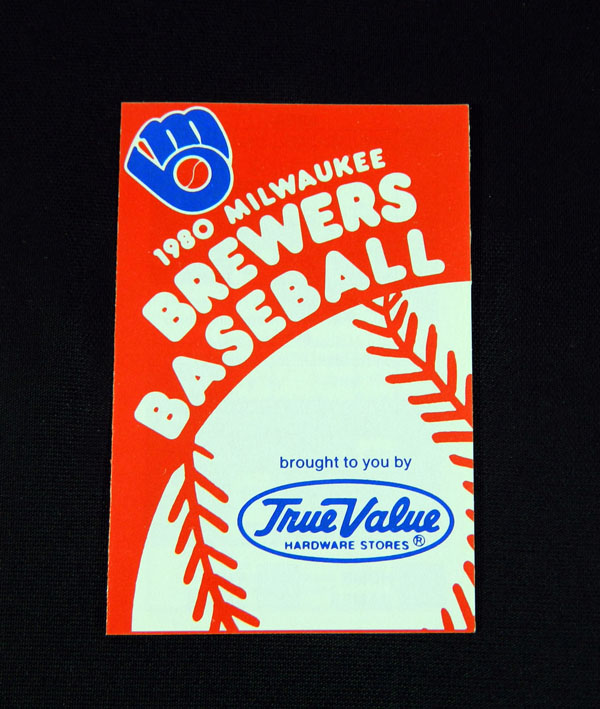 1980 MILWAUKEE
BREWERS
BASEBALL
brought to you by
True Value
HARDWARE STORES ®